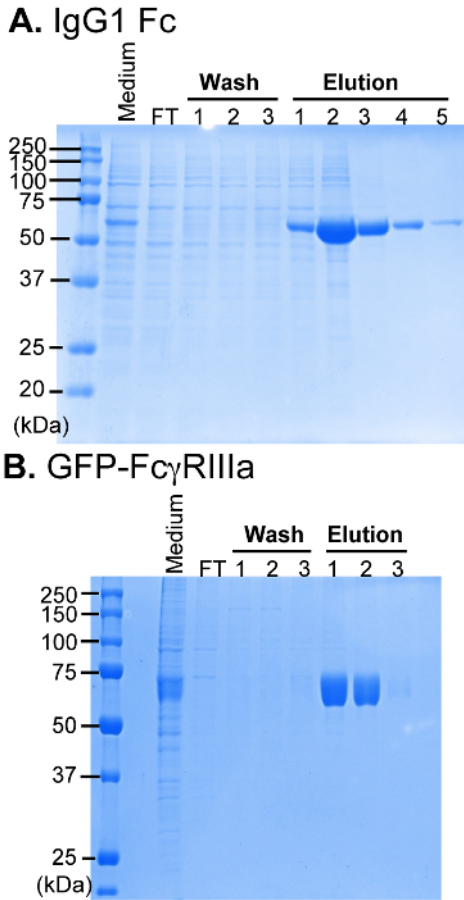 A. IgG1 Fc
Wash Elution
Medium FT 1 2 3 1 2 3 4 5
250
150
100
75
50
37
25
20
(kDa)
B. GFP-FcγRIIIa
Wash Elution
Medium FT 1 2 3 1 2 3
250
150
100
75
50
37
25
(kDa)